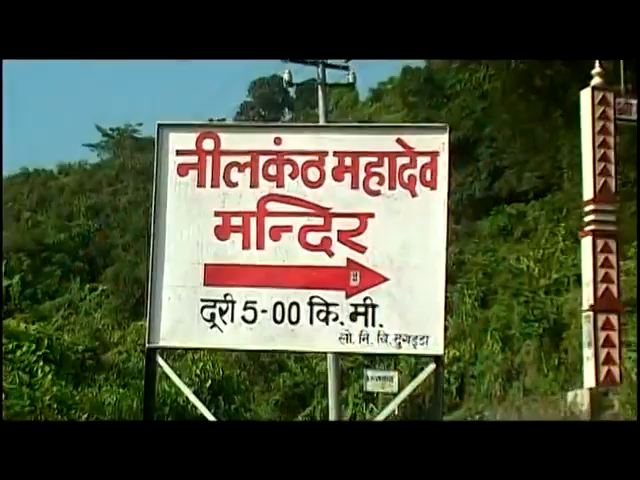 नीलकंठ महादेव
मन्दिर
दूरी 5-00 कि.मी.
लो. नि. वि. दुगड्डा